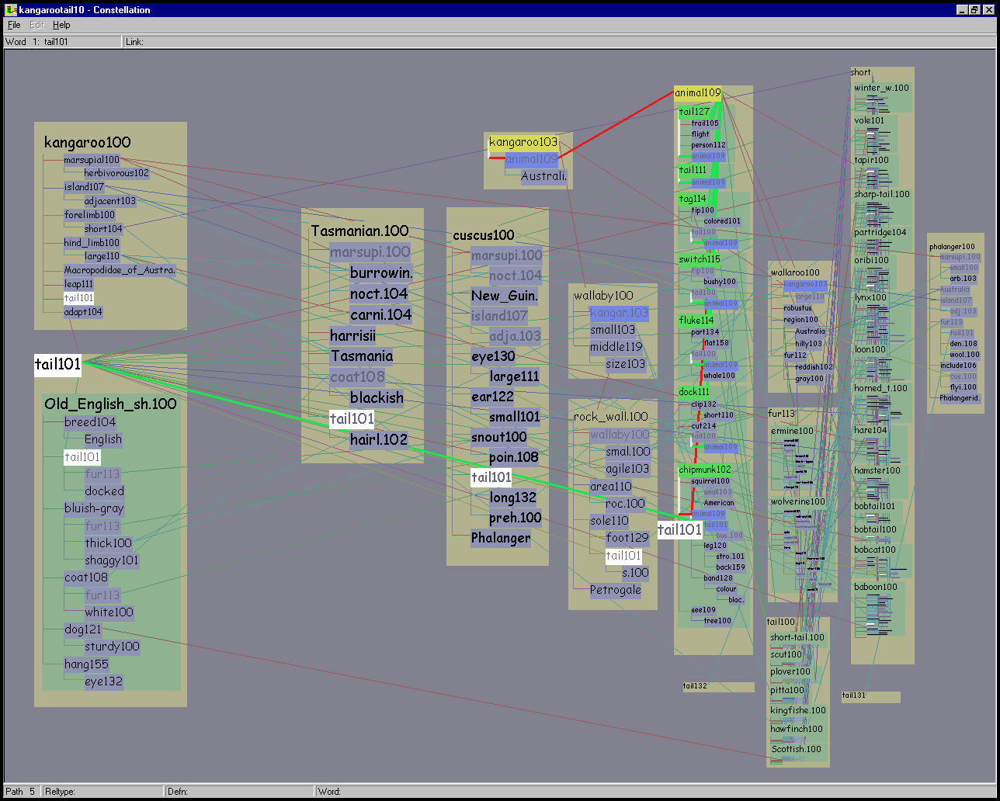 kangarootail10 - Constellation
File Edit Help
Word 1: tail101 Link:
kangaroo100
marsupial100
herbivorous102
island107
adjacent103
forelimb100
short104
hind_limb100
large110
Macropodidae_of_Austra.
leap111
tail101
adapt104
tail101
Old_English_sh.100
breed104
English
tail101
fur113
docked
bluish-gray
fur113
thick100
shaggy101
coat108
fur113
white100
dog121
sturdy100
hang155
eye132
Tasmanian.100
marsupi.100
burrowin.
noct.104
carni.104
harrisii
Tasmania
coat108
blackish
tail101
hairl.102
cuscus100
marsupi.100
noct.104
New_Guin.
island107
adja.103
eye130
large111
ear122
small101
snout100
poin.108
tail101
long132
preh.100
Phalanger
kangaroo103
animal109
Australi.
wallaby100
kangar.103
small103
middle119
size103
rock_wall.100
wallaby100
smal.100
agile103
area110
roc.100
sole110
foot129
tail101
s.100
Petrogale
animal109
tail127
trail105
flight
person112
animal109
tail111
animal109
tag114
tip100
colored101
tail100
animal109
switch115
tip100
bushy100
tail100
animal109
fluke114
part134
flat158
tail100
animal109
whale100
dock111
clip132
short110
cut214
tail100
animal109
chipmunk102
squirrel100
small103
American
animal109
tail101
tail101
bus.100
leg120
stro.101
back159
band128
colour
blac.
see109
tree100
tail132
wallaroo100
kangaroo103
large110
robustus
region100
Australia
hilly103
fur112
reddish102
gray100
fur113
ermine100
wolverine100
tail100
short-tail.100
scut100
plover100
pitta100
kingfishe.100
hawfinch100
Scottish.100
short
winter_w.100
vole101
tapir100
sharp-tail.100
partridge104
oribi100
lynx100
loon100
horned_t.100
hare104
hamster100
bobtail101
bobtail100
bobcat100
baboon100
tail131
phalanger100
marsupi.100
small100
arb.103
Australia
island107
adj.103
fur113
tail131
den.108
wool.100
include106
cus.100
flyi.100
Phalangerid.
Path 5 Reltype: Defn: Word: